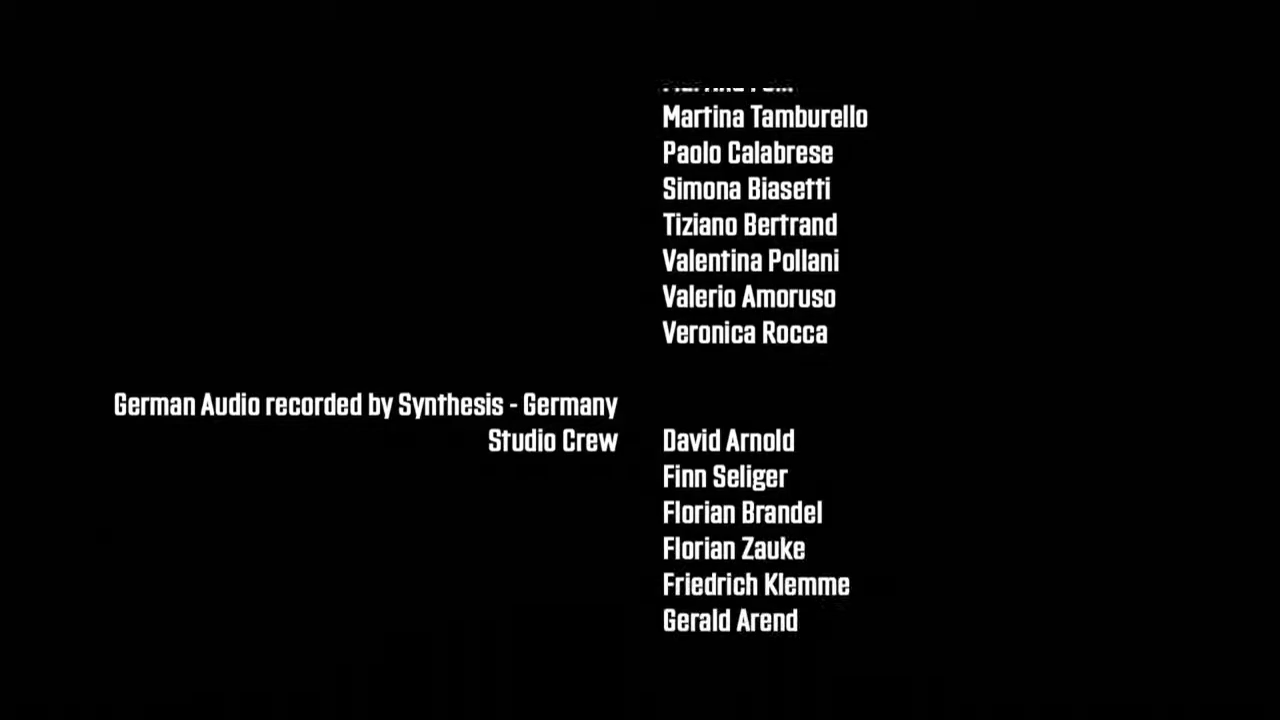 Martina Tamburello
Paolo Calabrese
Simona Biasetti
Tiziano Bertrand
Valentina Pollani
Valerio Amoruso
Veronica Rocca
German Audio recorded by Synthesis - Germany
Studio Crew David Arnold
Finn Seliger
Florian Brandel
Florian Zauke
Friedrich Klemme
Gerald Arend